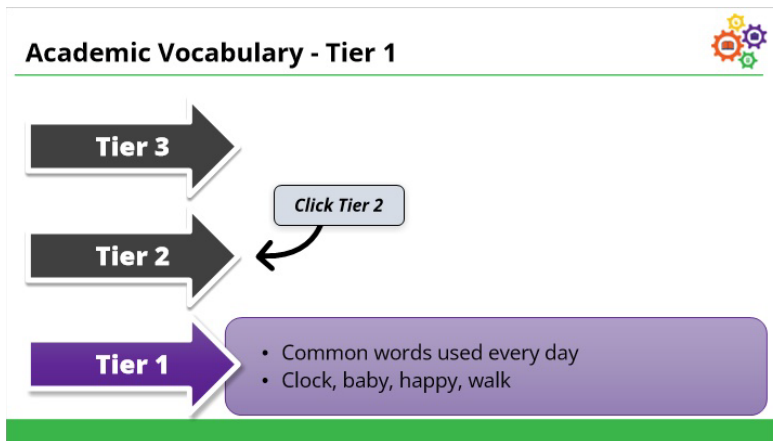 Academic Vocabulary - Tier 1
Tier 3
Click Tier 2
Tier 2
Tier 1
• Common words used every day
• Clock, baby, happy, walk